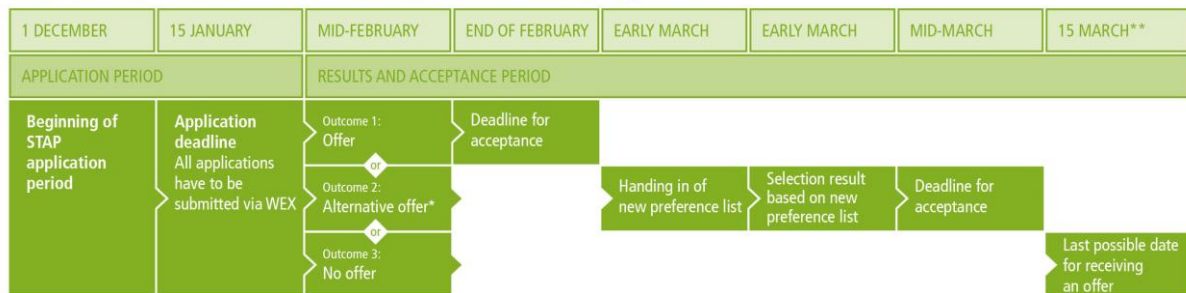 1 DECEMBER
15 JANUARY
MID-FEBRUARY
END OF FEBRUARY
EARLY MARCH
EARLY MARCH
MID-MARCH
15 MARCH**
APPLICATION PERIOD
RESULTS AND ACCEPTANCE PERIOD
Beginning of
STAP
application
period
Application
deadline
All applications
have to be
submitted via WEX
Outcome 1:
Offer
or
Outcome 2:
Alternative offer*
or
Outcome 3:
No offer
Deadline for
acceptance
Handing in of
new preference list
Selection result
based on new
preference list
Deadline for
acceptance
Last possible date
for receiving
an offer